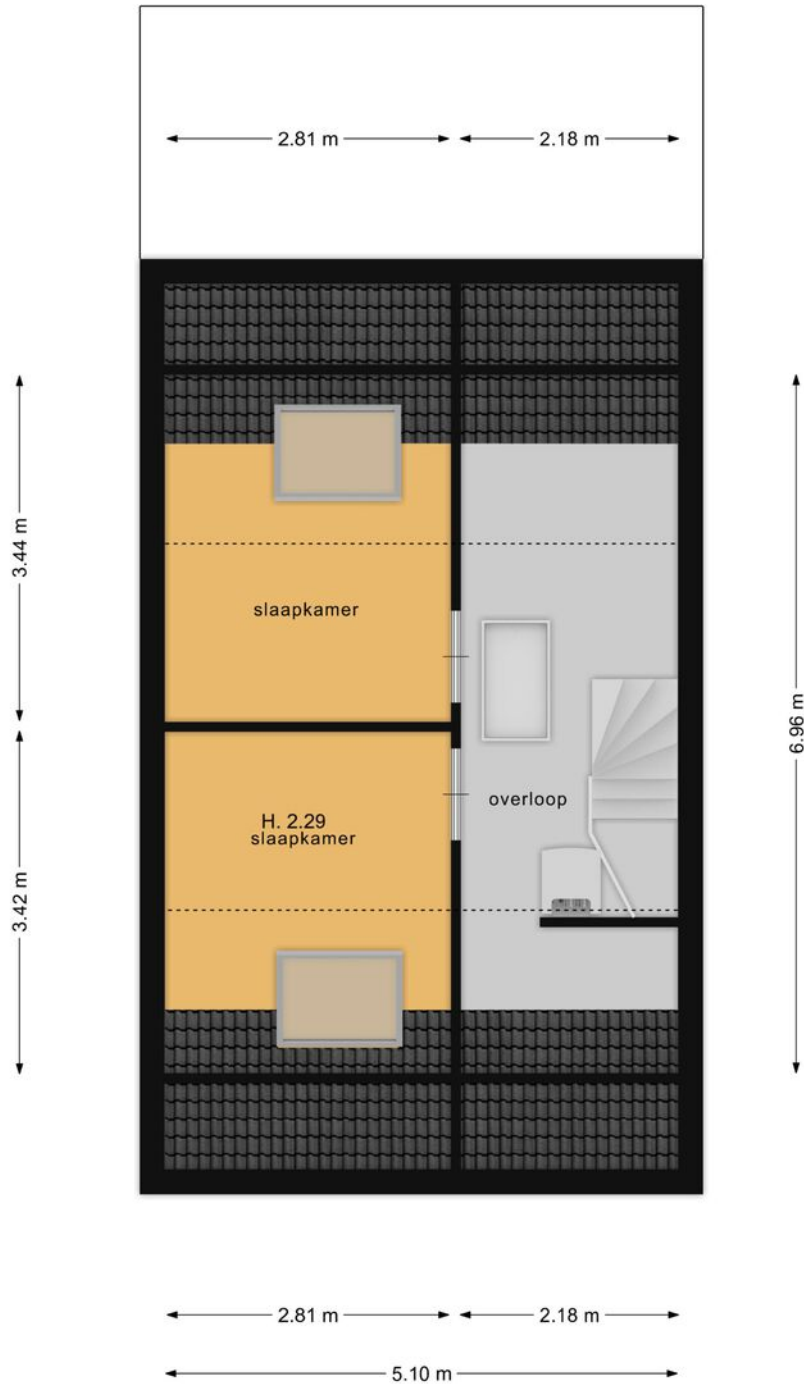 2.81 m
2.18 m
3.44 m
slaapkamer
6.96 m
overloop
H. 2.29
slaapkamer
3.42 m
2.81 m
2.18 m
5.10 m